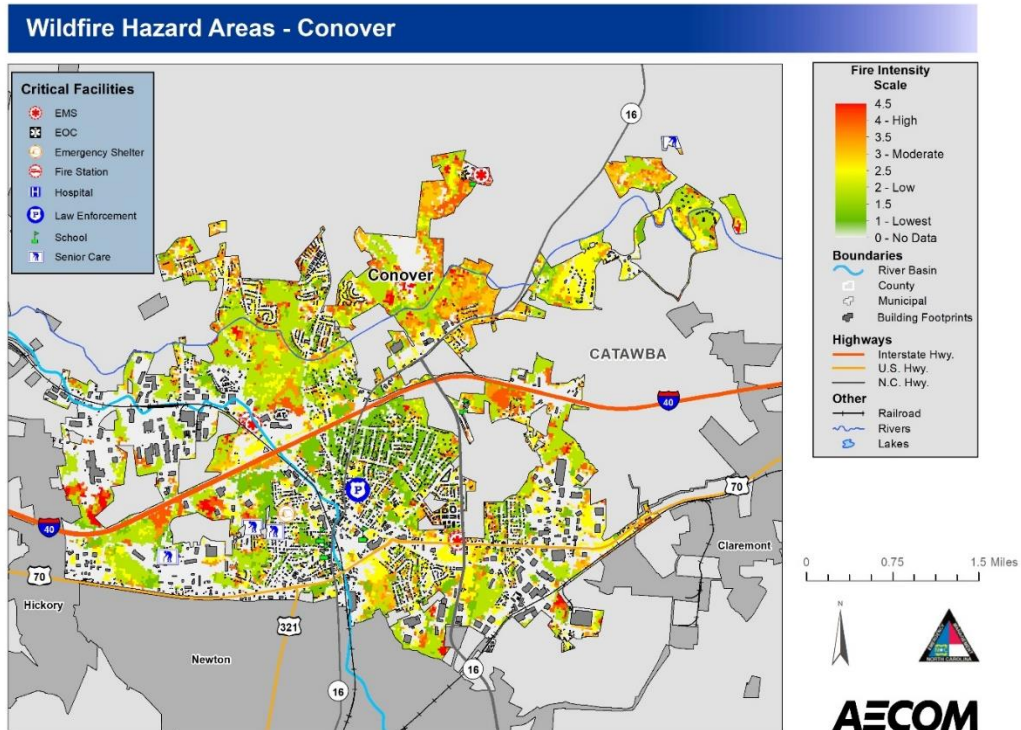 Wildfire Hazard Areas - Conover
Critical Facilities
EMS
EOC
Emergency Shelter
Fire Station
Hospital
Law Enforcement
School
Senior Care
16
Conover
CATAWBA
40
70
P
40
Claremont
70
Hickory
321
Newton
16
16
Fire Intensity
Scale
4.5
4 - High
3.5
3 - Moderate
2 - Low
1.5
1 - Lowest
0 - No Data
Boundaries
River Basin
County
Municipal
Building Footprints
Highways
Interstate Hwy.
U.S. Hwy.
N.C. Hwy.
Other
Railroad
Rivers
Lakes
0 0.75 1.5 Miles
N
NORTH CAROLINA
AECOM